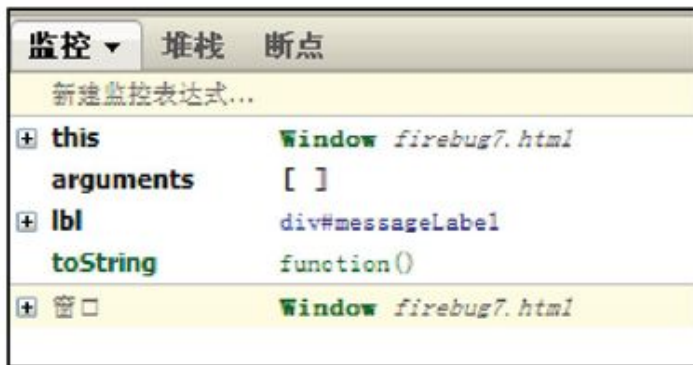 监控 ▼ 堆栈 断点
新建监控表达式...
this Window firebug7.html
arguments [ ]
lbl div#messageLabel
toString function()
窗口 Window firebug7.html